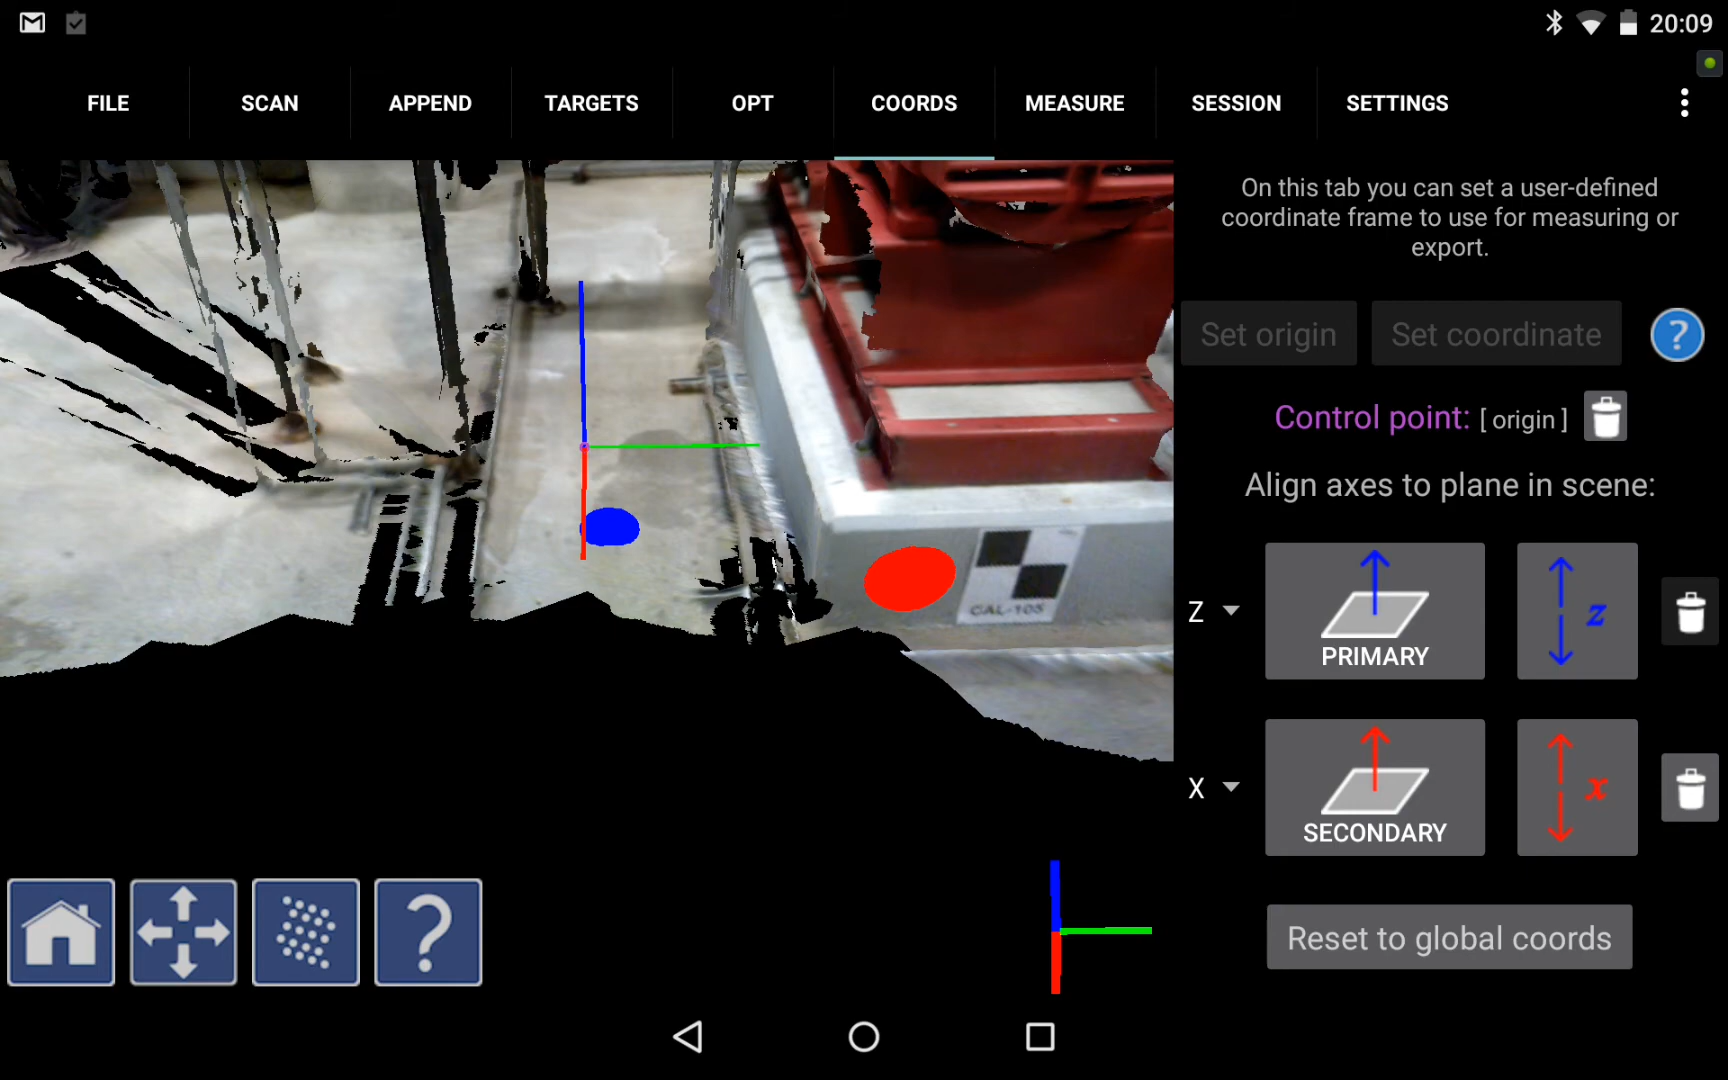 20:09
FILE
SCAN
APPEND
TARGETS
OPT
COORDS
MEASURE
SESSION
SETTINGS
On this tab you can set a user-defined
coordinate frame to use for measuring or
export.
Set origin
Set coordinate
?
Control point: [ origin ]
Align axes to plane in scene:
Z
PRIMARY
z
X
SECONDARY
x
CAL-105
Reset to global coords
?